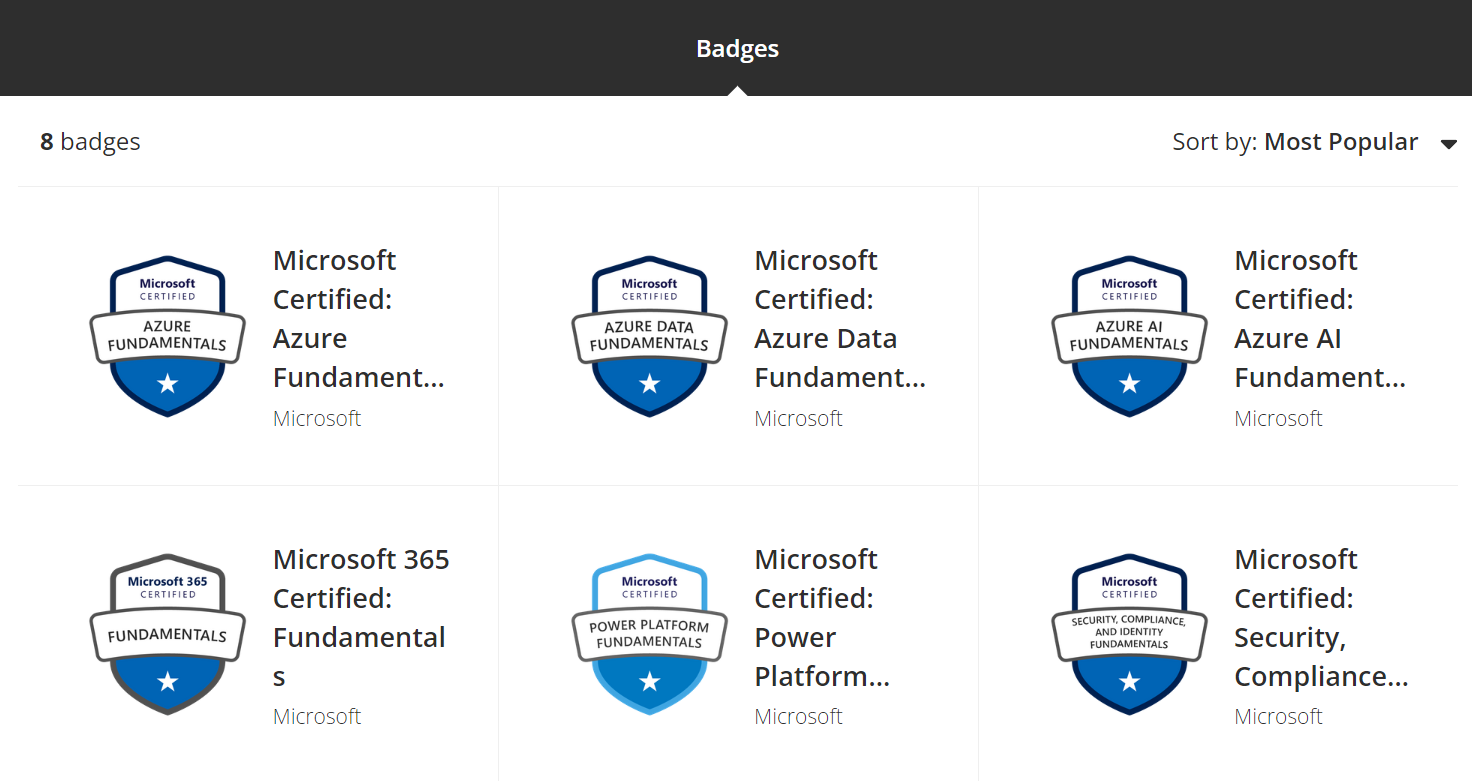 Badges
8 badges
Sort by: Most Popular
Microsoft
CERTIFIED
AZURE
FUNDAMENTALS
Microsoft
Certified:
Azure
Fundament...
Microsoft
Microsoft
CERTIFIED
AZURE DATA
FUNDAMENTALS
Microsoft
Certified:
Azure Data
Fundament...
Microsoft
Microsoft
CERTIFIED
AZURE AI
FUNDAMENTALS
Microsoft
Certified:
Azure AI
Fundament...
Microsoft
Microsoft 365
CERTIFIED
FUNDAMENTALS
Microsoft 365
Certified:
Fundamental
s
Microsoft
Microsoft
CERTIFIED
POWER PLATFORM
FUNDAMENTALS
Microsoft
Certified:
Power
Platform...
Microsoft
Microsoft
CERTIFIED
SECURITY, COMPLIANCE,
AND IDENTITY
FUNDAMENTALS
Microsoft
Certified:
Security,
Compliance...
Microsoft